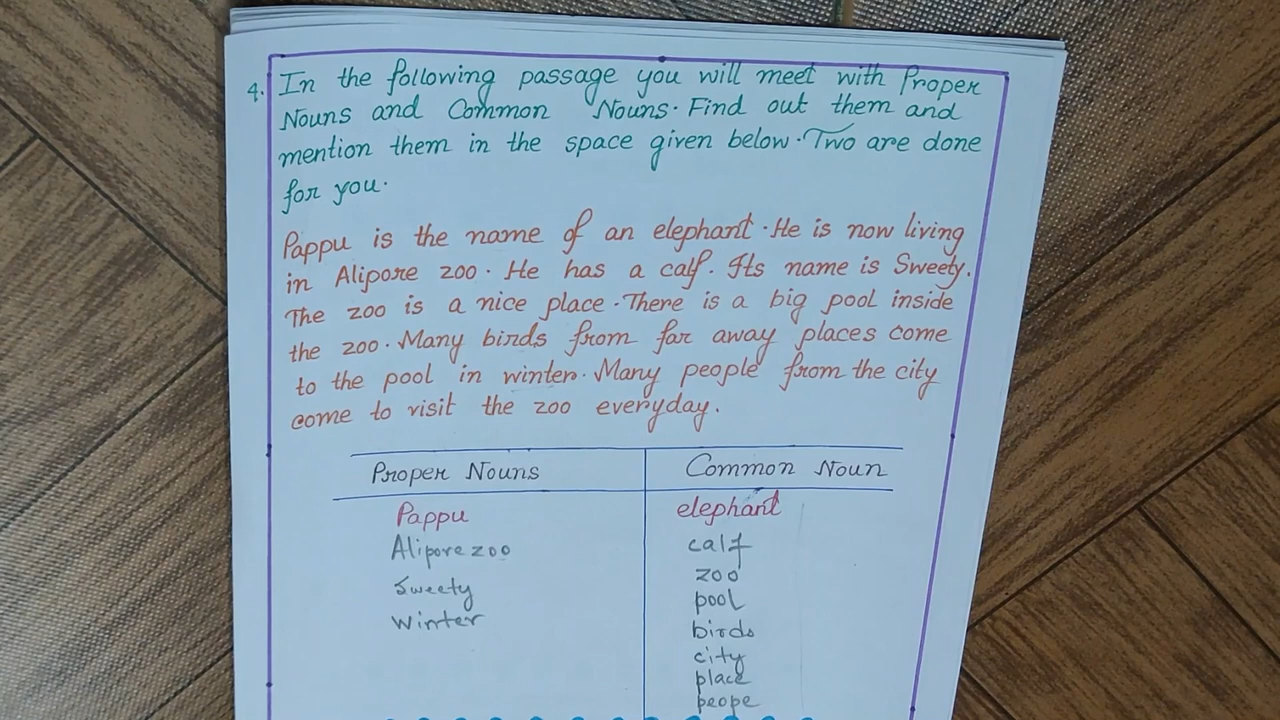 4. In the following passage you will meet with Proper
Nouns and Common Nouns. Find out them and
mention them in the space given below. Two are done
for you.
Pappu is the name of an elephant. He is now living
in Alipore zoo. He has a calf. Its name is Sweety.
The zoo is a nice place. There is a big pool inside
the zoo. Many birds from far away places come
to the pool in winter. Many people from the city
come to visit the zoo everyday.
Proper Nouns Common Noun
Pappu elephant
Alipore zoo calf
Sweety zoo
Winter pool
birds
city
place
peope